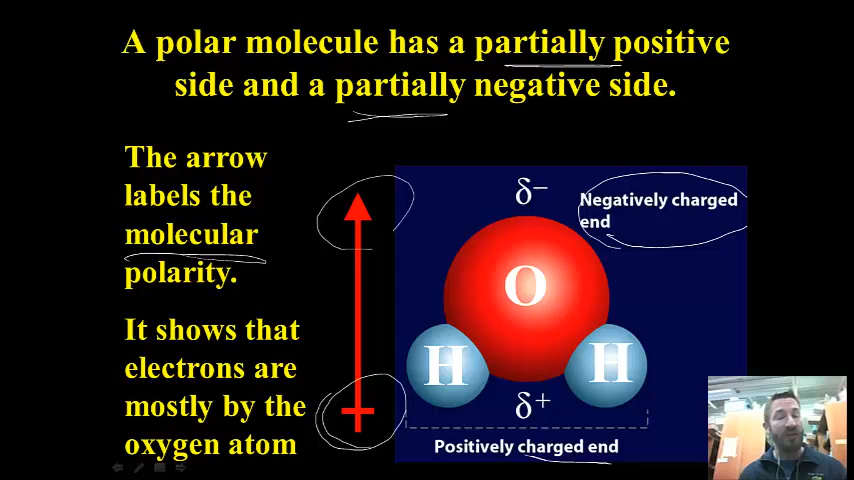 A polar molecule has a partially positive
side and a partially negative side.
The arrow
labels the
molecular
polarity.
It shows that
electrons are
mostly by the
oxygen atom
δ−
Negatively charged
end
O
H
H
δ+
Positively charged end